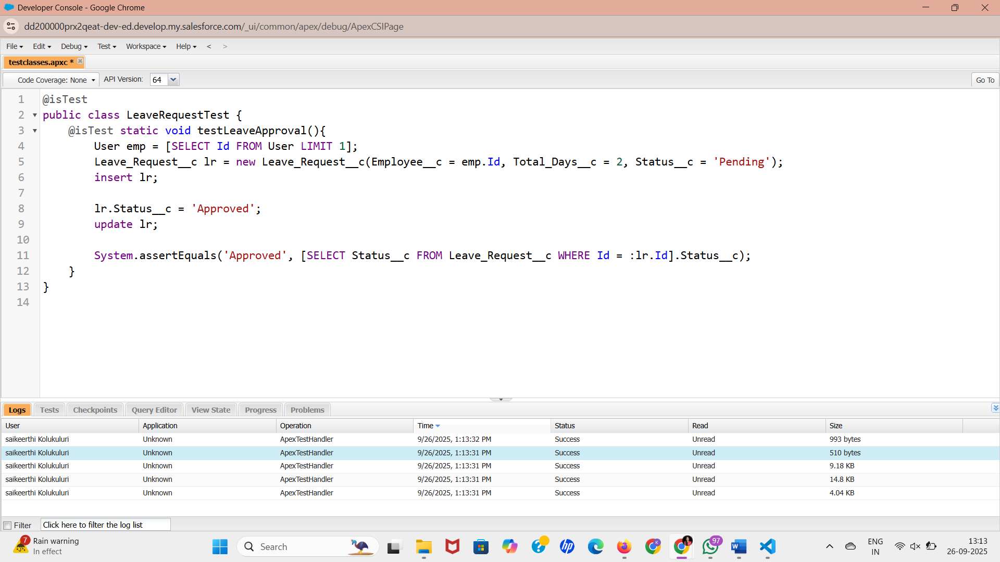 Developer Console - Google Chrome
dd200000prx2qeat-dev-ed.develop.my.salesforce.com/_ui/common/apex/debug/ApexCSIPage
File Edit Debug Test Workspace Help < >
testclasses.apxc *
Code Coverage: None API Version: 64 Go To
1 @isTest
2 public class LeaveRequestTest {
3 @isTest static void testLeaveApproval(){
4 User emp = [SELECT Id FROM User LIMIT 1];
5 Leave_Request__c lr = new Leave_Request__c(Employee__c = emp.Id, Total_Days__c = 2, Status__c = 'Pending');
6 insert lr;
7
8 lr.Status__c = 'Approved';
9 update lr;
10
11 System.assertEquals('Approved', [SELECT Status__c FROM Leave_Request__c WHERE Id = :lr.Id].Status__c);
12 }
13 }
14
Logs Tests Checkpoints Query Editor View State Progress Problems
User Application Operation Time Status Read Size
saikeerthi Kolukuluri Unknown ApexTestHandler 9/26/2025, 1:13:32 PM Success Unread 993 bytes
saikeerthi Kolukuluri Unknown ApexTestHandler 9/26/2025, 1:13:31 PM Success Unread 510 bytes
saikeerthi Kolukuluri Unknown ApexTestHandler 9/26/2025, 1:13:31 PM Success Unread 9.18 KB
saikeerthi Kolukuluri Unknown ApexTestHandler 9/26/2025, 1:13:31 PM Success Unread 14.8 KB
saikeerthi Kolukuluri Unknown ApexTestHandler 9/26/2025, 1:13:31 PM Success Unread 4.04 KB
Filter Click here to filter the log list
7 Rain warning
In effect
Search
hp
K
97
W
ENG
IN
13:13
26-09-2025